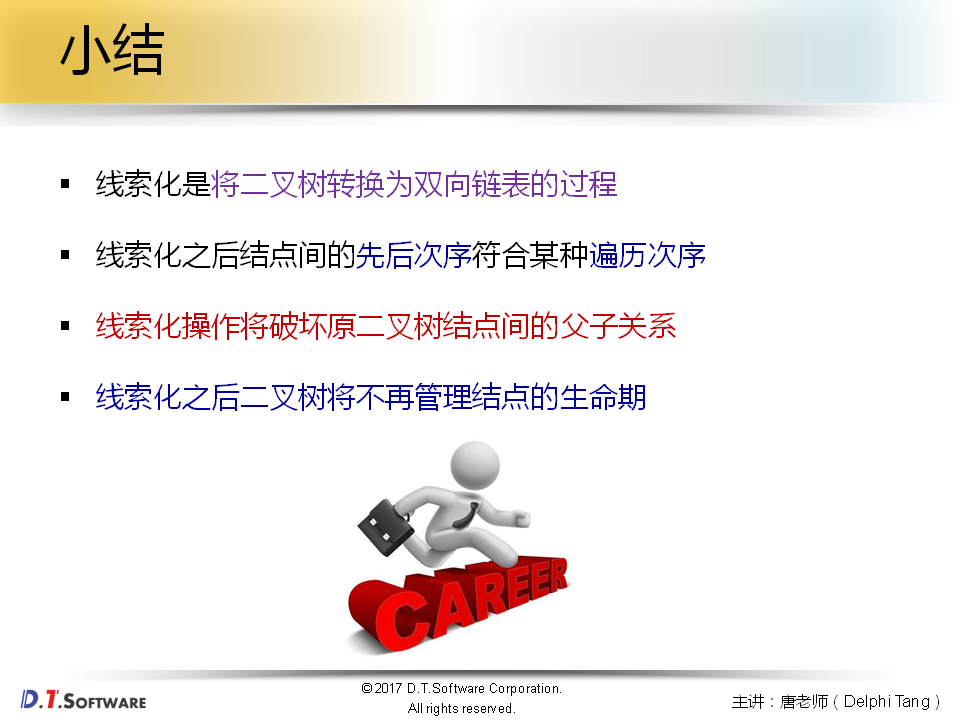 小结
线索化是将二叉树转换为双向链表的过程
线索化之后结点间的先后次序符合某种遍历次序
线索化操作将破坏原二叉树结点间的父子关系
线索化之后二叉树将不再管理结点的生命期
CAREER
D.T.SOFTWARE
©2017 D.T.Software Corporation.
All rights reserved.
主讲：唐老师（Delphi Tang）